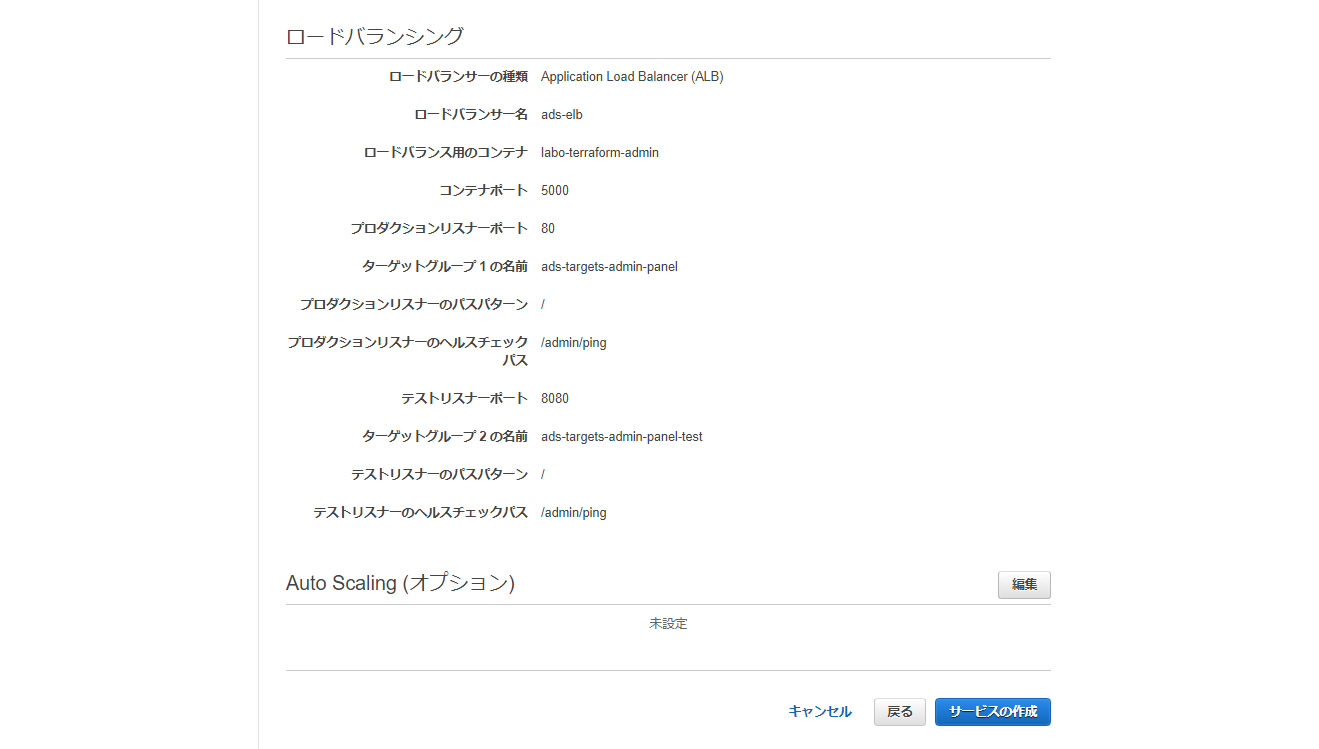 ロードバランシング
ロードバランサーの種類 Application Load Balancer (ALB)
ロードバランサー名 ads-elb
ロードバランス用のコンテナ labo-terraform-admin
コンテナポート 5000
プロダクションリスナーポート 80
ターゲットグループ 1 の名前 ads-targets-admin-panel
プロダクションリスナーのパスパターン /
プロダクションリスナーのヘルスチェック /admin/ping
パス
テストリスナーポート 8080
ターゲットグループ 2 の名前 ads-targets-admin-panel-test
テストリスナーのパスパターン /
テストリスナーのヘルスチェックパス /admin/ping
Auto Scaling (オプション) 編集
未設定
キャンセル 戻る サービスの作成